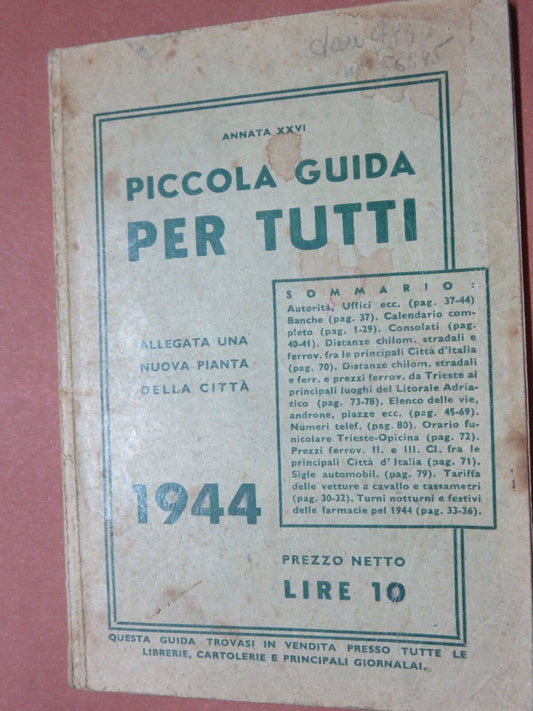 ANNATA XXVI
PICCOLA GUIDA
PER TUTTI
ALLEGATA UNA
NUOVA PIANTA
DELLA CITTÀ
1944
SOMMARIO:
Autorità, Uffici ecc. (pag. 37-44)
Banche (pag. 37). Calendario com-
pleto (pag. 1-29). Consolati (pag.
40-41). Distanze chilom. stradali e
ferrov. fra le principali Città d'Italia
(pag. 70). Distanze chilom. stradali
e ferr. e prezzi ferrov. da Trieste ai
principali luoghi del Litorale Adria-
tico (pag. 73-78). Elenco delle vie,
androne, piazze ecc. (pag. 45-69).
Numeri telef. (pag. 80). Orario fu-
nicolare Trieste-Opicina (pag. 72).
Prezzi ferrov. II. e III. Cl. fra le
principali Città d'Italia (pag. 71).
Sigle automobil. (pag. 79). Tariffa
delle vetture a cavallo e tassametri
(pag. 30-32). Turni notturni e festivi
delle farmacie pel 1944 (pag. 33-36).
PREZZO NETTO
LIRE 10
QUESTA GUIDA TROVASI IN VENDITA PRESSO TUTTE LE
LIBRERIE, CARTOLERIE E PRINCIPALI GIORNALAI.